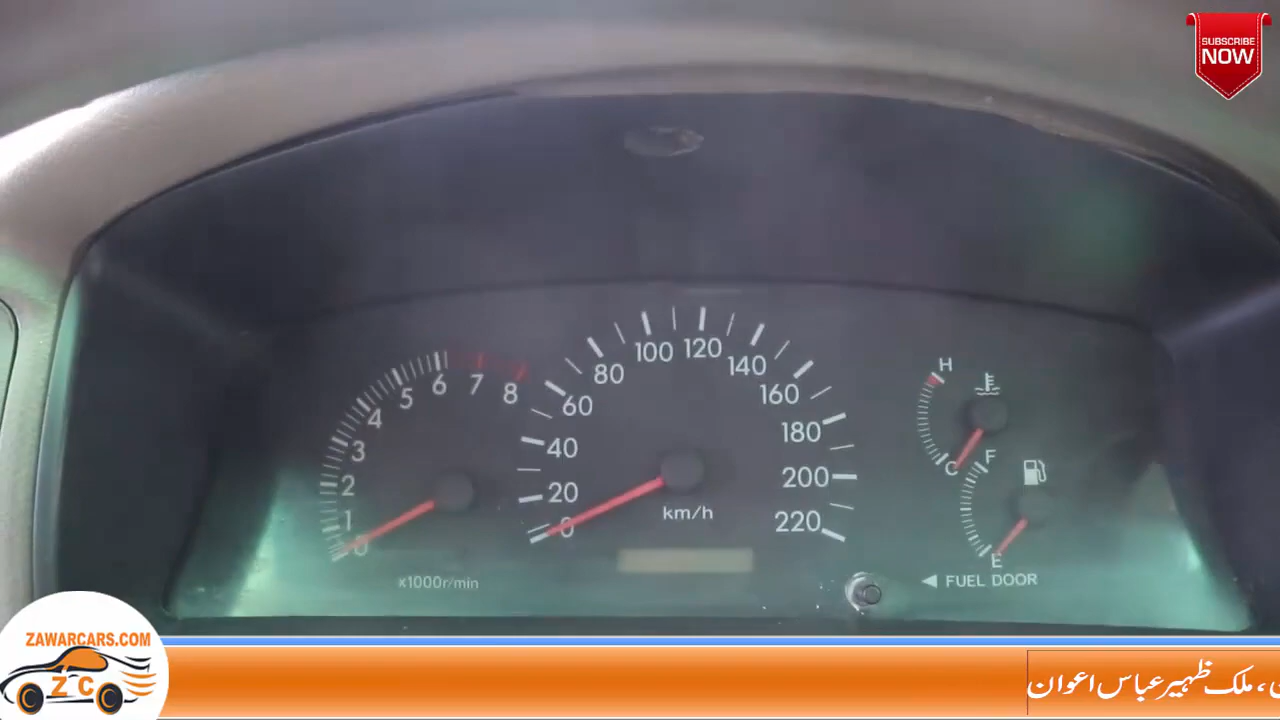 SUBSCRIBE
NOW
0 1 2 3 4 5 6 7 8
x1000r/min
0 20 40 60 80 100 120 140 160 180 200 220
km/h
H
C
F
E
◀ FUEL DOOR
ZAWARCARS.COM
Z C
، ملک ظہیر عباس اعوان